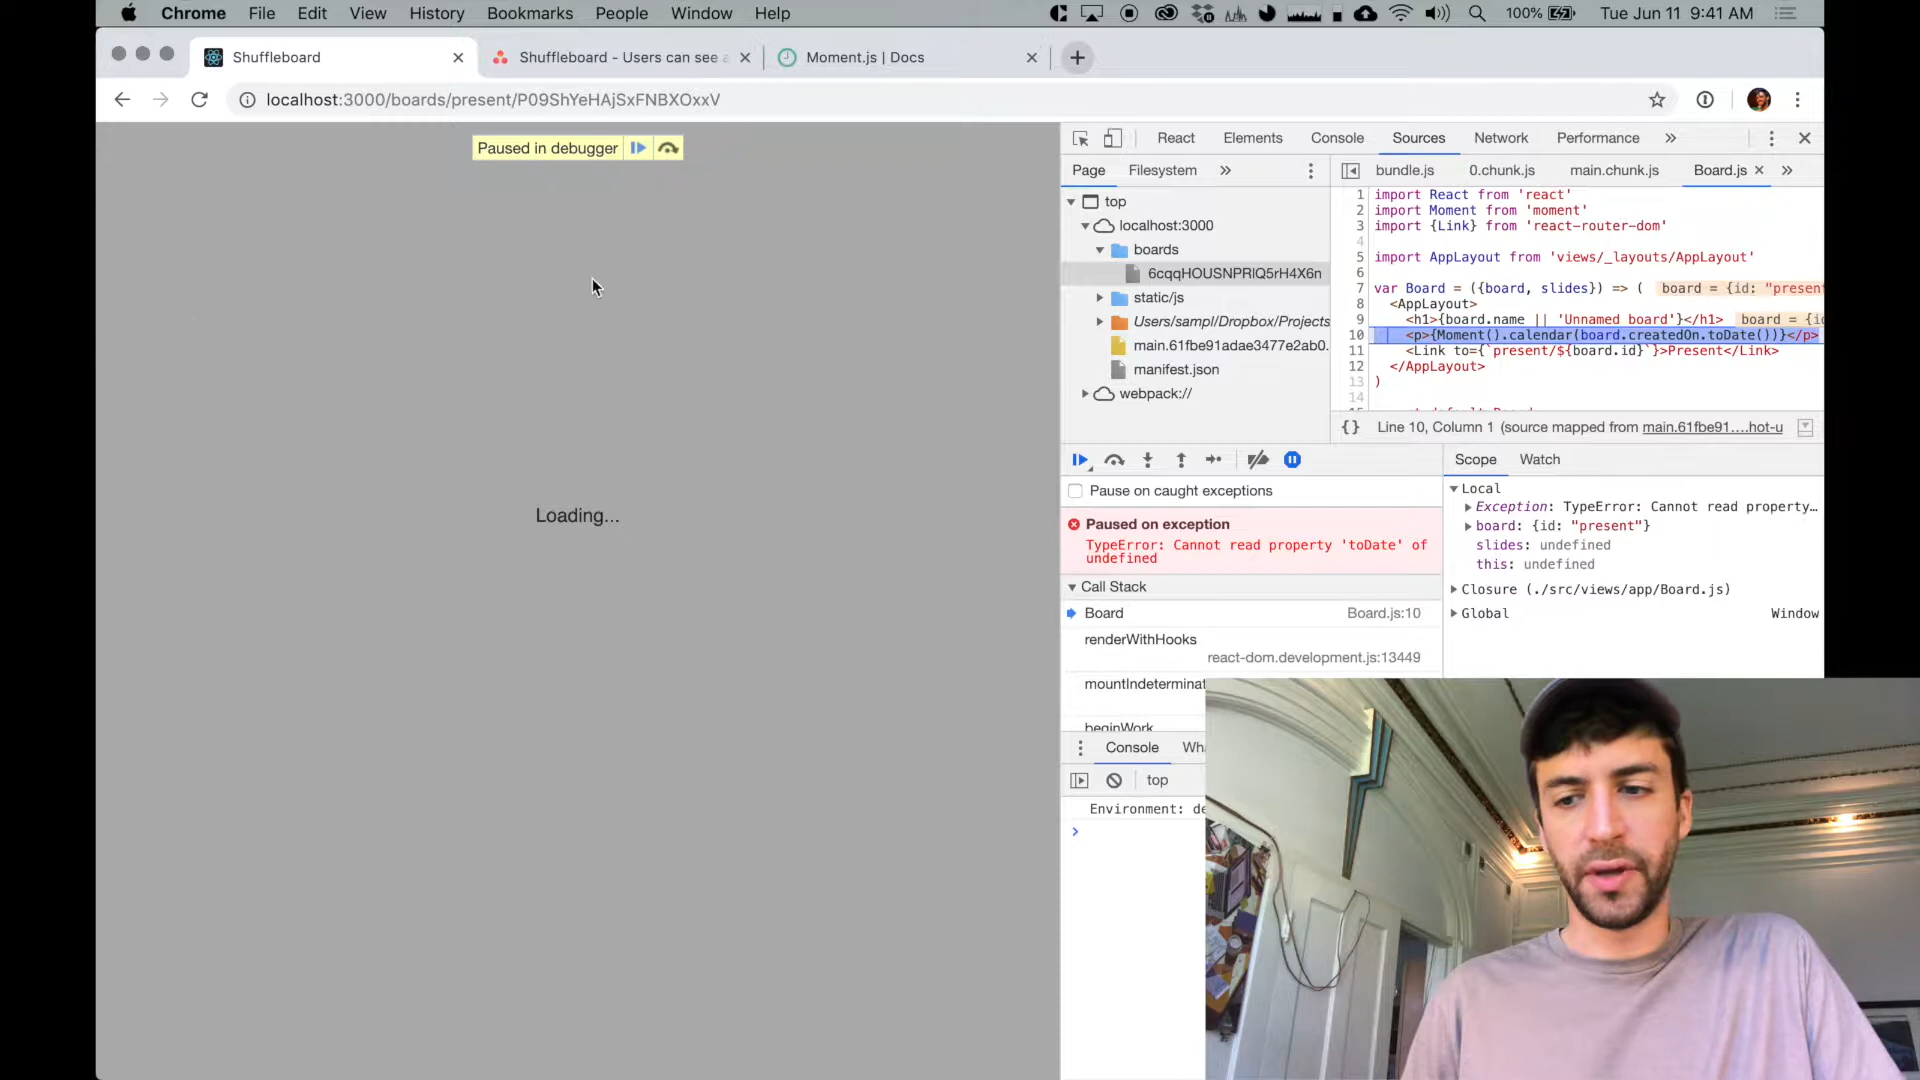 Chrome File Edit View History Bookmarks People Window Help 100% Tue Jun 11 9:41 AM
Shuffleboard Shuffleboard - Users can see a Moment.js | Docs
localhost:3000/boards/present/P09ShYeHAjSxFNBXOxxV
Paused in debugger
Loading...
React Elements Console Sources Network Performance
Page Filesystem
top
localhost:3000
boards
6cqqHOUSNPRlQ5rH4X6n
static/js
Users/sampl/Dropbox/Projects
main.61fbe91adae3477e2ab0.
manifest.json
webpack://
bundle.js 0.chunk.js main.chunk.js Board.js
1 import React from 'react'
2 import Moment from 'moment'
3 import {Link} from 'react-router-dom'
4
5 import AppLayout from 'views/_layouts/AppLayout'
6
7 var Board = ({board, slides}) => ( board = {id: "present
8 <AppLayout>
9 <h1>{board.name || 'Unnamed board'}</h1> board = {id
10 <p>{Moment().calendar(board.createdOn.toDate())}</p>
11 <Link to={`present/${board.id}`}>Present</Link>
12 </AppLayout>
13 )
14
{} Line 10, Column 1 (source mapped from main.61fbe91....hot-u
Pause on caught exceptions
Paused on exception
TypeError: Cannot read property 'toDate' of
undefined
Call Stack
Board Board.js:10
renderWithHooks
react-dom.development.js:13449
mountIndeterminat
beginWork
Scope Watch
Local
Exception: TypeError: Cannot read property…
board: {id: "present"}
slides: undefined
this: undefined
Closure (./src/views/app/Board.js)
Global Window
Console Wh
top
Environment: de